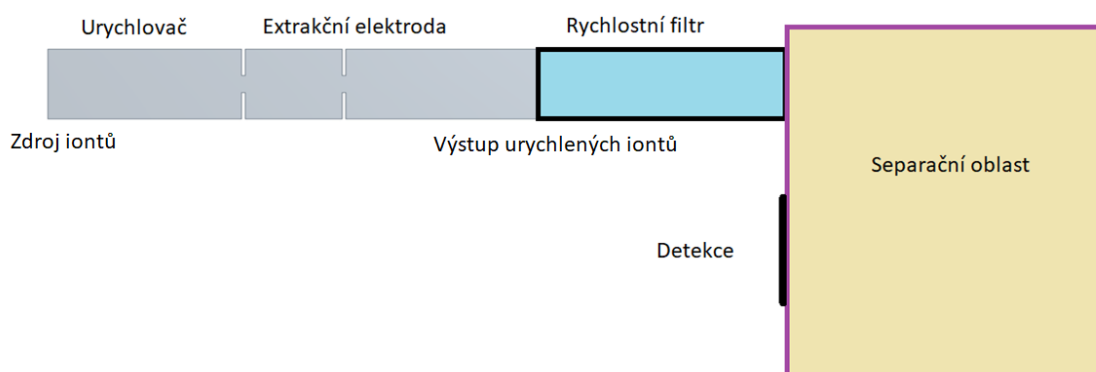 Urychlovač
Extrakční elektroda
Rychlostní filtr
Zdroj iontů
Výstup urychlených iontů
Separační oblast
Detekce